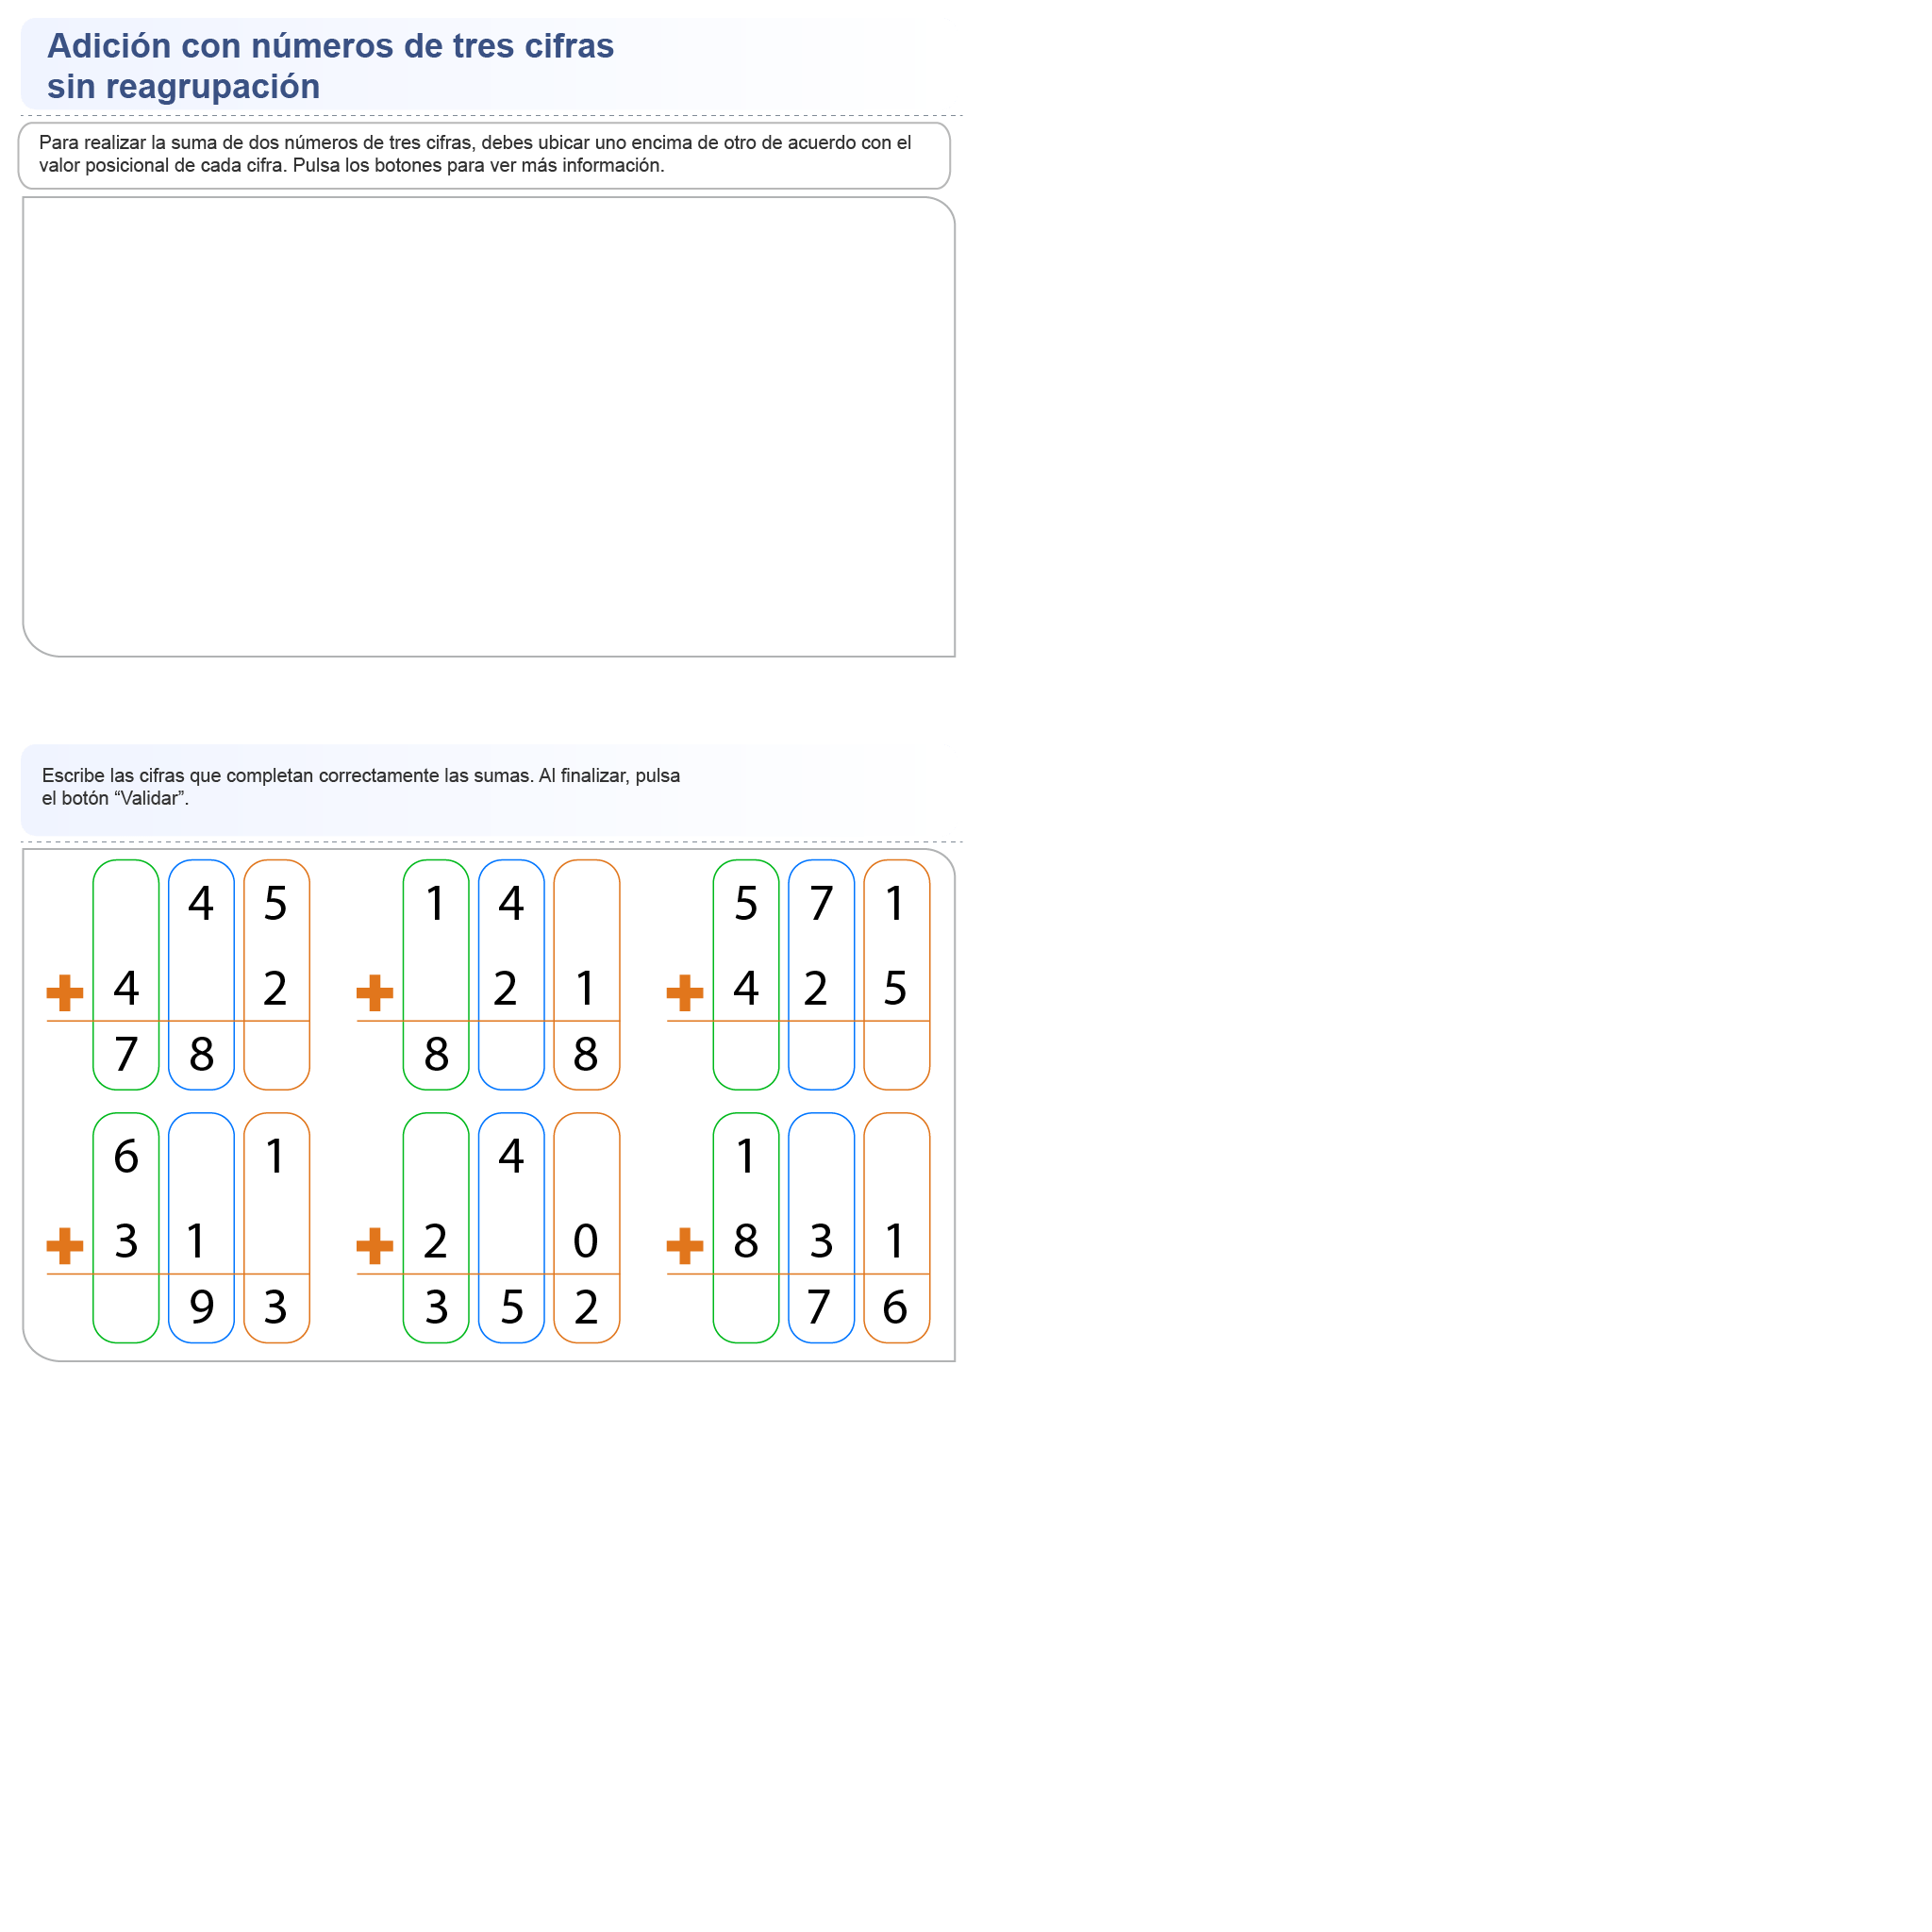 Adición con números de tres cifras
sin reagrupación
Para realizar la suma de dos números de tres cifras, debes ubicar uno encima de otro de acuerdo con el
valor posicional de cada cifra. Pulsa los botones para ver más información.
Escribe las cifras que completan correctamente las sumas. Al finalizar, pulsa
el botón “Validar”.
4 5 1 4 5 7 1
+ 4 2 + 2 1 + 4 2 5
7 8 8 8
6 1 4 1
+ 3 1 + 2 0 + 8 3 1
9 3 3 5 2 7 6